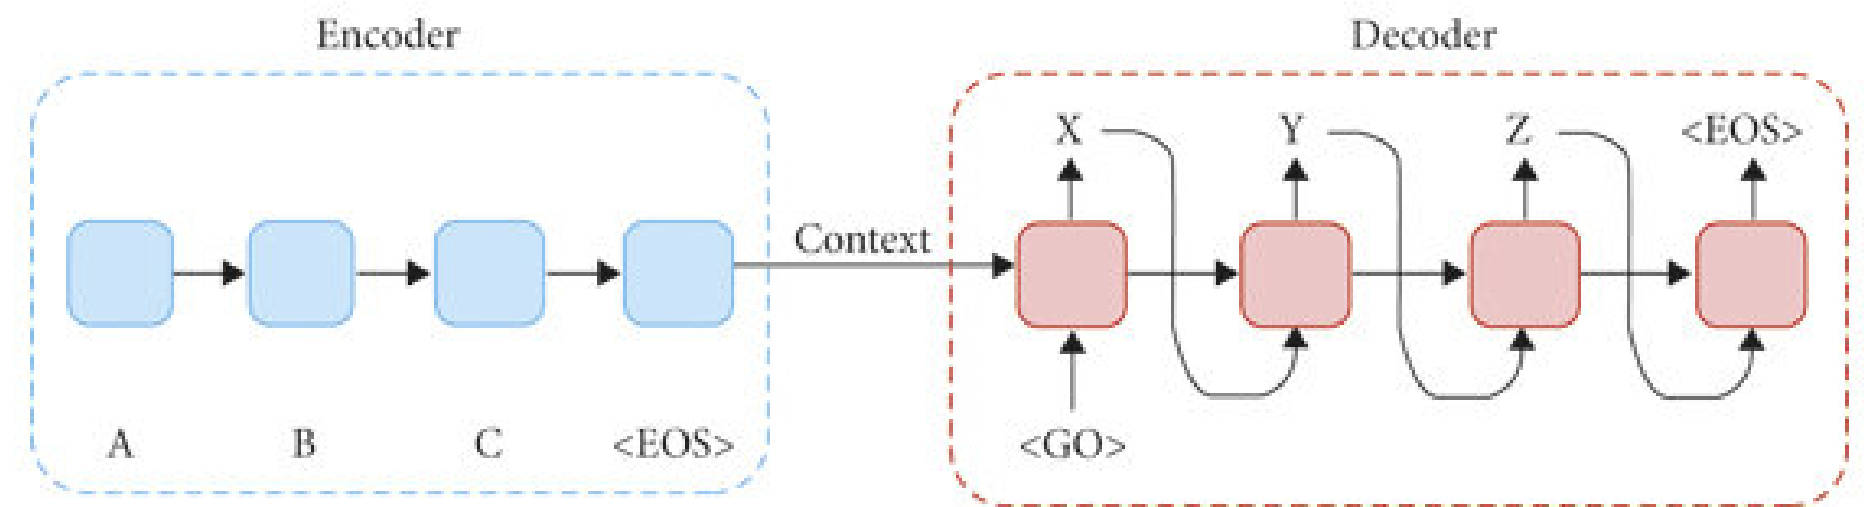 Encoder
Decoder
X Y Z <EOS>
Context
A B C <EOS>
<GO>